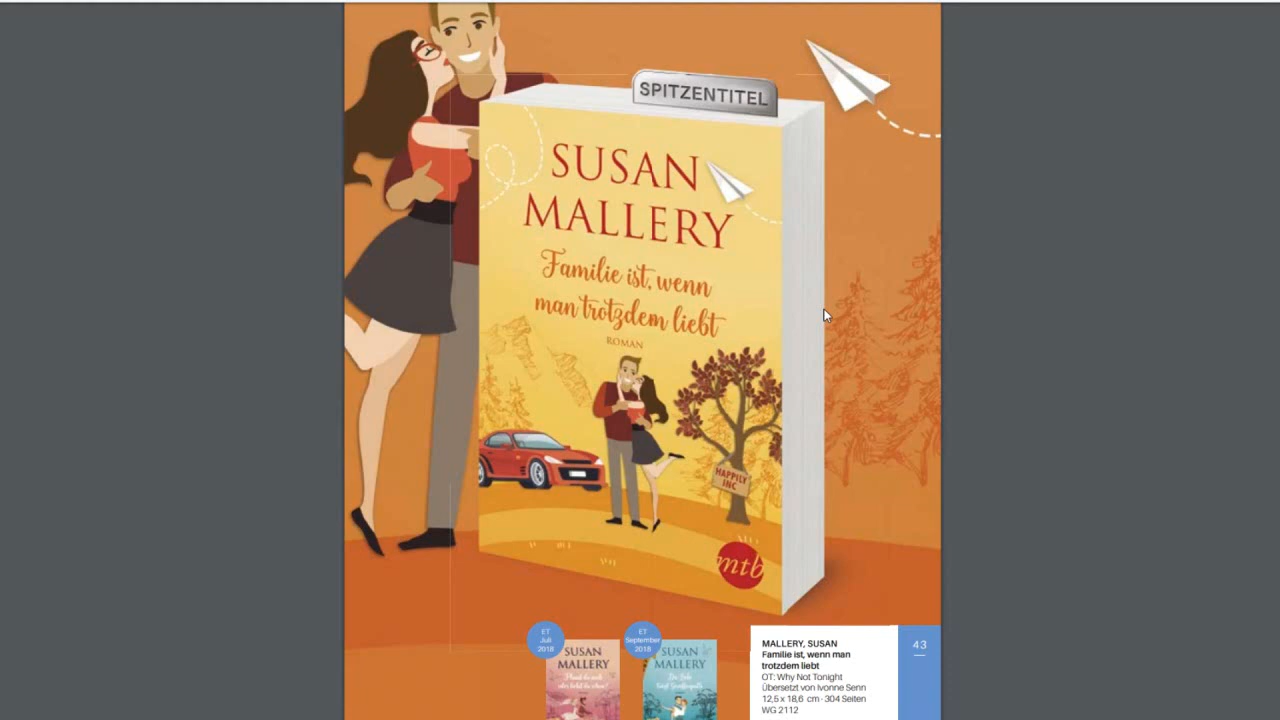 SPITZENTITEL
SUSAN
MALLERY
Familie ist, wenn
man trotzdem liebt
ROMAN
HAPPILY
INC
mtb
ET
Juli
2018
SUSAN
MALLERY
ET
September
2018
SUSAN
MALLERY
MALLERY, SUSAN
Familie ist, wenn man
trotzdem liebt
OT: Why Not Tonight
Übersetzt von Ivonne Senn
12,5 x 18,6 cm · 304 Seiten
WG 2112
43